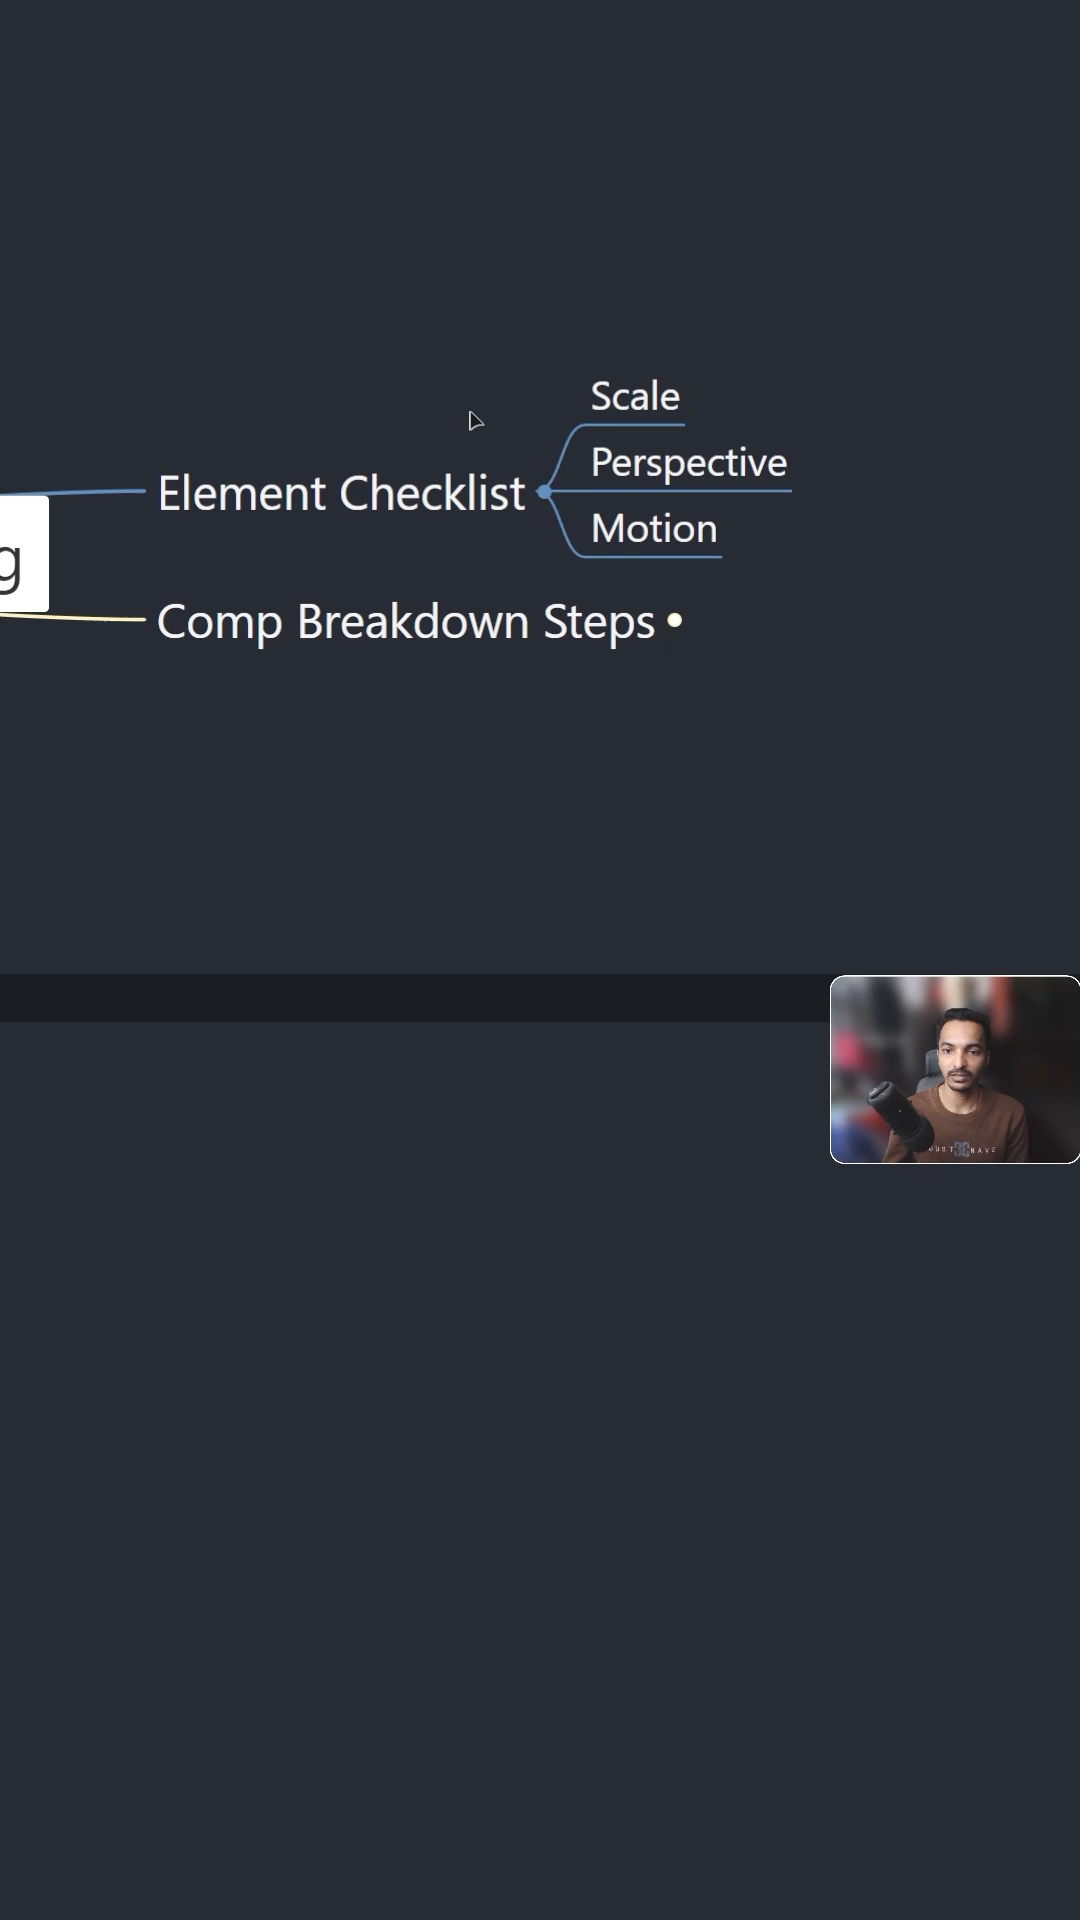 Scale
Perspective
Element Checklist
Motion
g
Comp Breakdown Steps